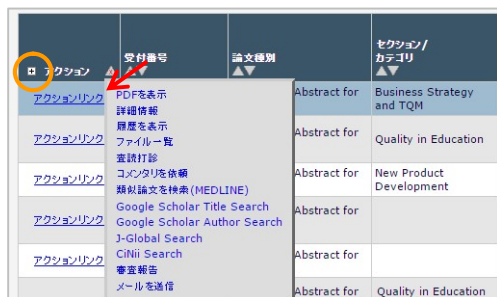 アクション
受付番号
論文種別
セクション/
カテゴリ
アクションリンク
Abstract for
Business Strategy
and TQM
アクションリンク
Abstract for
Quality in Education
アクションリンク
Abstract for
New Product
Development
アクションリンク
Abstract for
アクションリンク
Abstract for
Abstract for
Quality in Education
PDFを表示
詳細情報
履歴を表示
ファイル一覧
査読打診
コメンタリを依頼
類似論文を検索(MEDLINE)
Google Scholar Title Search
Google Scholar Author Search
J-Global Search
CiNii Search
審査報告
メールを送信